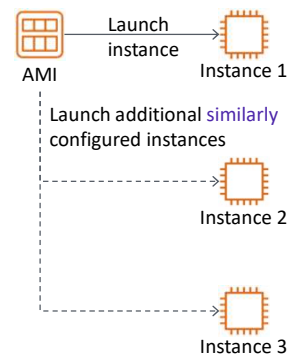 Launch
instance
AMI
Instance 1
Launch additional similarly
configured instances
Instance 2
Instance 3